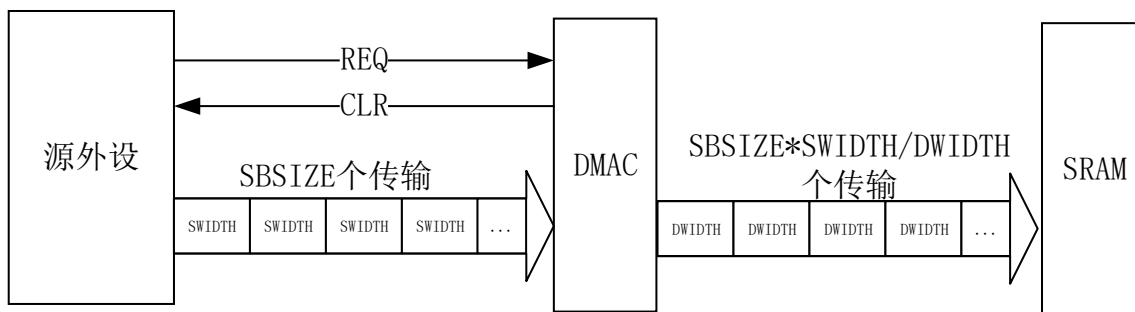 REQ
CLR
源外设
SBSIZE个传输
SWIDTH
SWIDTH
SWIDTH
SWIDTH
...
DMAC
SBSIZE*SWIDTH/DWIDTH
个传输
DWIDTH
DWIDTH
DWIDTH
DWIDTH
...
SRAM